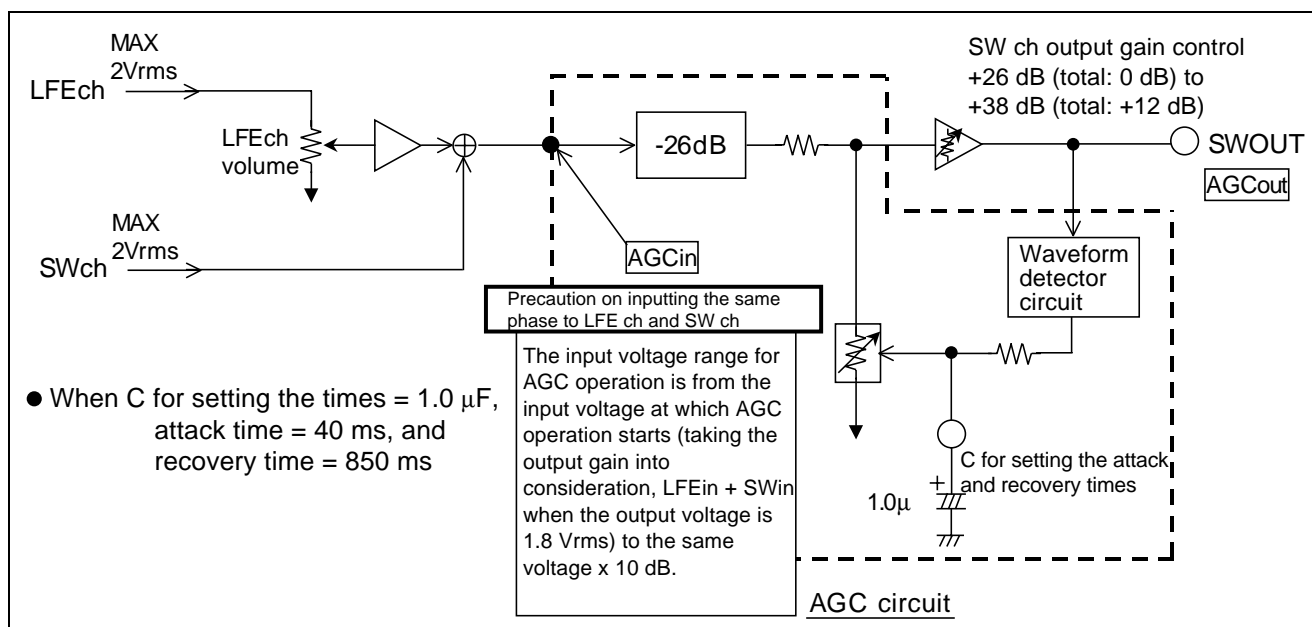 MAX
2Vrms
LFEch
LFEch
volume
MAX
2Vrms
SWch
-26dB
SW ch output gain control
+26 dB (total: 0 dB) to
+38 dB (total: +12 dB)
SWOUT
AGCout
AGCin
Waveform
detector
circuit
Precaution on inputting the same
phase to LFE ch and SW ch
The input voltage range for
AGC operation is from the
input voltage at which AGC
operation starts (taking the
output gain into
consideration, LFEin + SWin
when the output voltage is
1.8 Vrms) to the same
voltage x 10 dB.
● When C for setting the times = 1.0 μF,
attack time = 40 ms, and
recovery time = 850 ms
C for setting the attack
and recovery times
+
1.0μ
AGC circuit